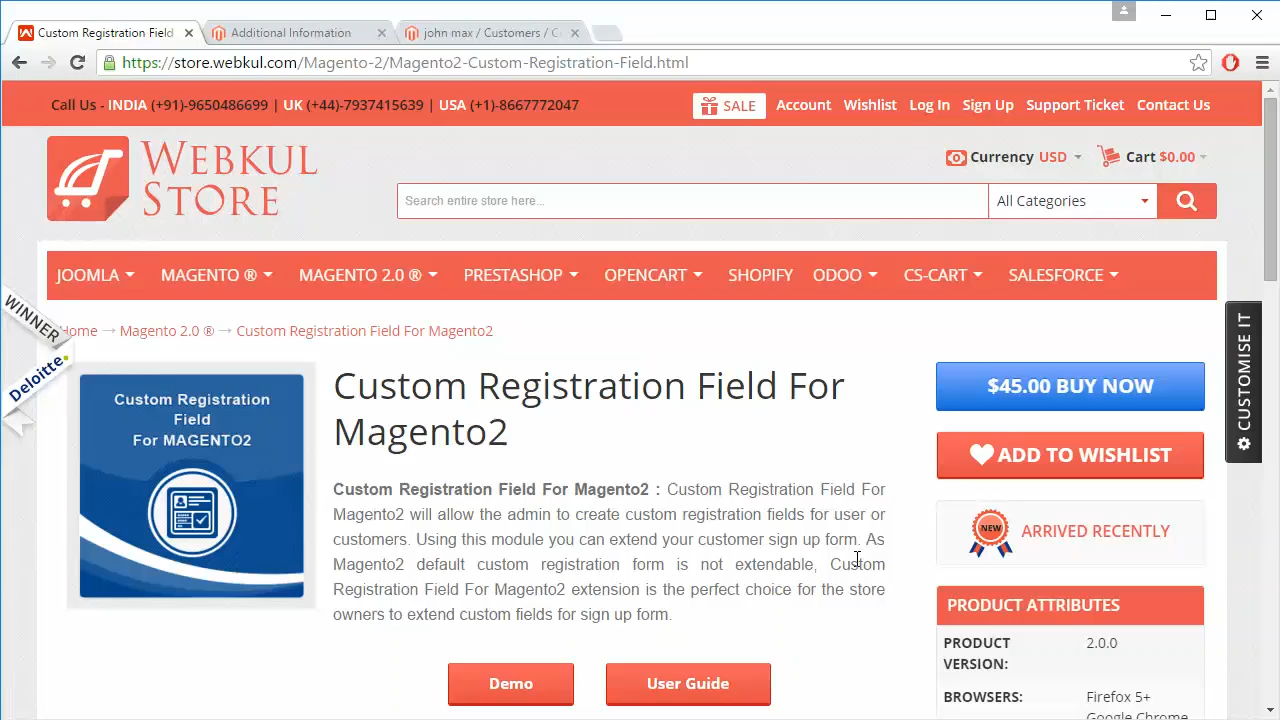 Custom Registration Field
Additional Information
john max / Customers / C
https://store.webkul.com/Magento-2/Magento2-Custom-Registration-Field.html
Call Us - INDIA (+91)-9650486699 | UK (+44)-7937415639 | USA (+1)-8667772047
SALE Account Wishlist Log In Sign Up Support Ticket Contact Us
WEBKUL
STORE
Currency USD Cart $0.00
Search entire store here...
All Categories
JOOMLA MAGENTO ® MAGENTO 2.0 ® PRESTASHOP OPENCART SHOPIFY ODOO CS-CART SALESFORCE
WINNER
Deloitte.
CUSTOMISE IT
Home → Magento 2.0 ® → Custom Registration Field For Magento2
Custom Registration
Field
For MAGENTO2
Custom Registration Field For
Magento2
Custom Registration Field For Magento2 : Custom Registration Field For
Magento2 will allow the admin to create custom registration fields for user or
customers. Using this module you can extend your customer sign up form. As
Magento2 default custom registration form is not extendable, Custom
Registration Field For Magento2 extension is the perfect choice for the store
owners to extend custom fields for sign up form.
Demo
User Guide
$45.00 BUY NOW
ADD TO WISHLIST
NEW ARRIVED RECENTLY
PRODUCT ATTRIBUTES
PRODUCT 2.0.0
VERSION:
BROWSERS: Firefox 5+
Google Chrome